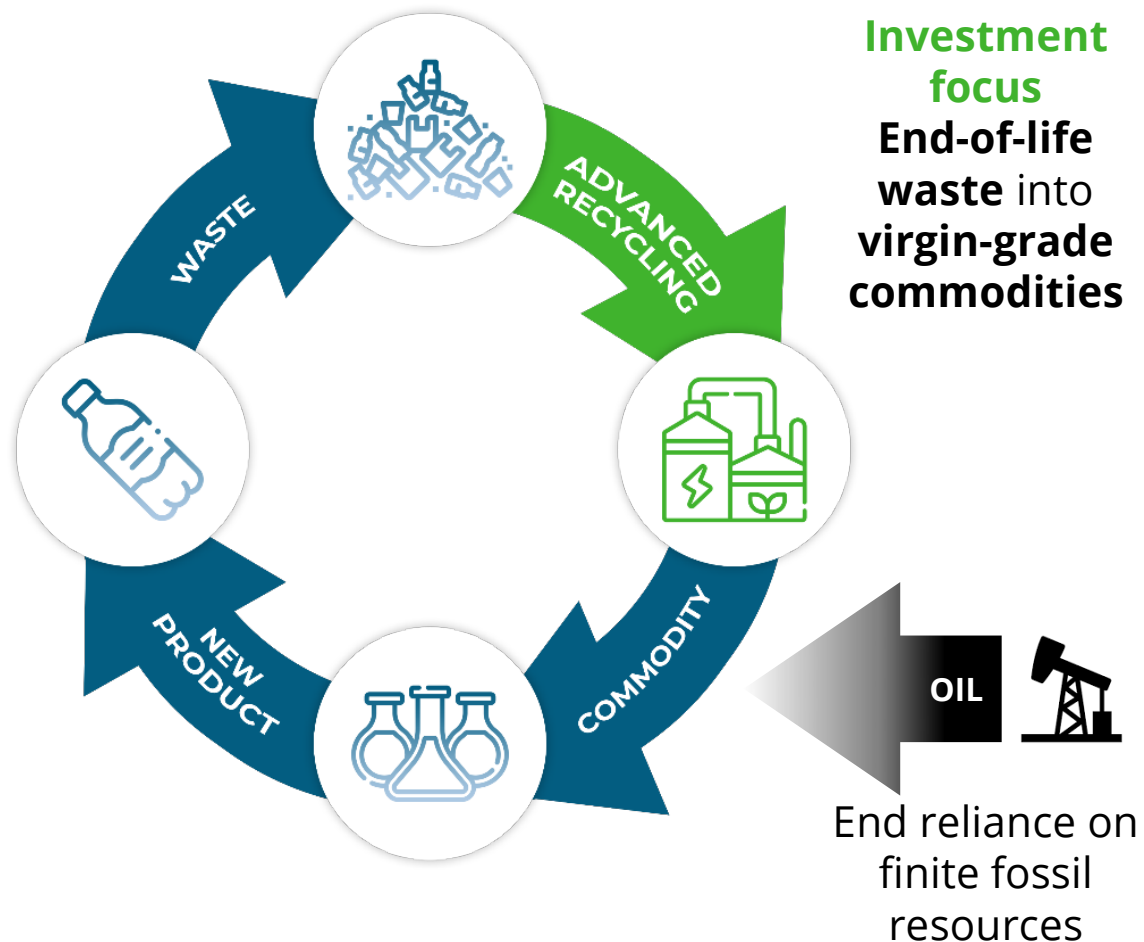 Investment
focus
End-of-life
waste into
virgin-grade
commodities
ADVANCED
RECYCLING
WASTE
COMMODITY
NEW
PRODUCT
OIL
End reliance on
finite fossil
resources